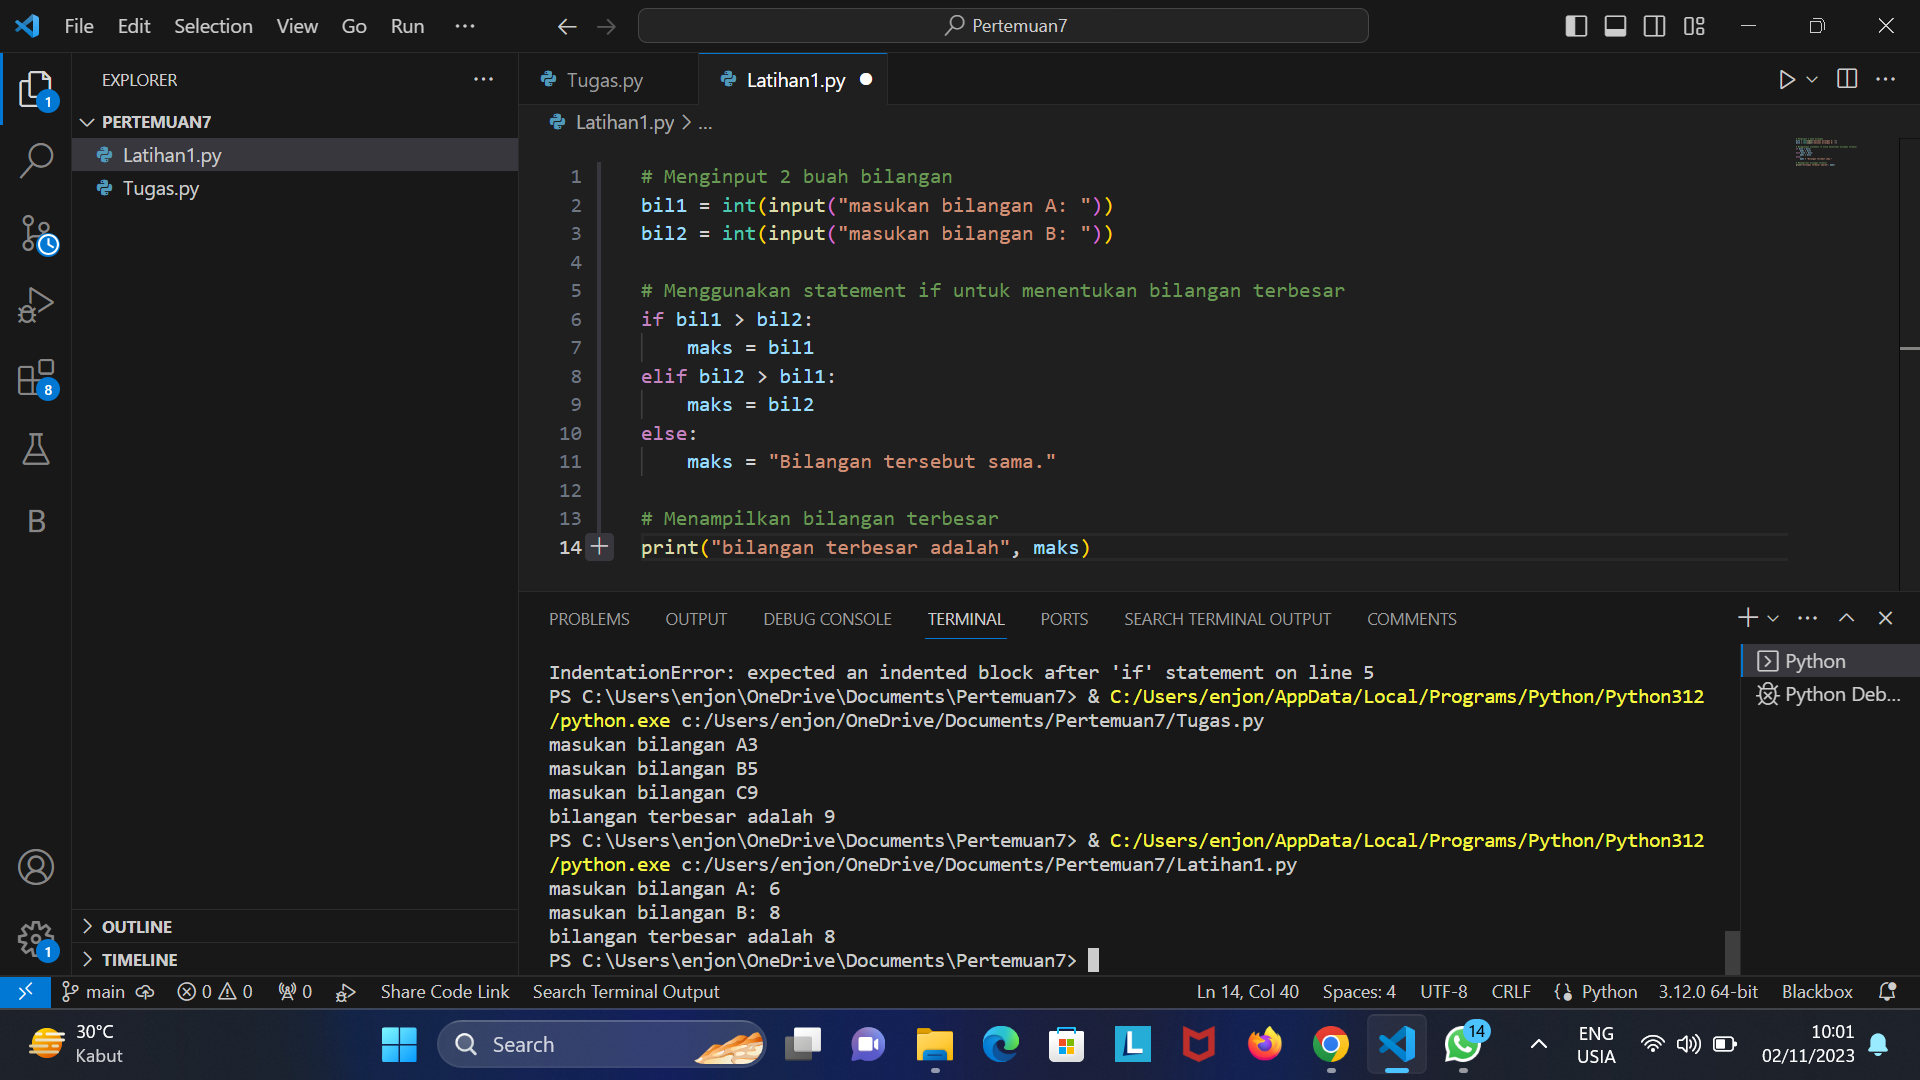 File Edit Selection View Go Run ...
Pertemuan7
EXPLORER
PERTEMUAN7
Latihan1.py
Tugas.py
OUTLINE
TIMELINE
1
8
B
1
Tugas.py
Latihan1.py
Latihan1.py > ...
1 # Menginput 2 buah bilangan
2 bil1 = int(input("masukan bilangan A: "))
3 bil2 = int(input("masukan bilangan B: "))
4
5 # Menggunakan statement if untuk menentukan bilangan terbesar
6 if bil1 > bil2:
7     maks = bil1
8 elif bil2 > bil1:
9     maks = bil2
10 else:
11     maks = "Bilangan tersebut sama."
12
13 # Menampilkan bilangan terbesar
14 print("bilangan terbesar adalah", maks)
PROBLEMS OUTPUT DEBUG CONSOLE TERMINAL PORTS SEARCH TERMINAL OUTPUT COMMENTS
IndentationError: expected an indented block after 'if' statement on line 5
PS C:\Users\enjon\OneDrive\Documents\Pertemuan7> & C:/Users/enjon/AppData/Local/Programs/Python/Python312
/python.exe c:/Users/enjon/OneDrive/Documents/Pertemuan7/Tugas.py
masukan bilangan A3
masukan bilangan B5
masukan bilangan C9
bilangan terbesar adalah 9
PS C:\Users\enjon\OneDrive\Documents\Pertemuan7> & C:/Users/enjon/AppData/Local/Programs/Python/Python312
/python.exe c:/Users/enjon/OneDrive/Documents/Pertemuan7/Latihan1.py
masukan bilangan A: 6
masukan bilangan B: 8
bilangan terbesar adalah 8
PS C:\Users\enjon\OneDrive\Documents\Pertemuan7>
Python
Python Deb...
main 0 0 0 Share Code Link Search Terminal Output Ln 14, Col 40 Spaces: 4 UTF-8 CRLF Python 3.12.0 64-bit Blackbox
30°C
Kabut
Search
L
14
ENG
USIA
10:01
02/11/2023